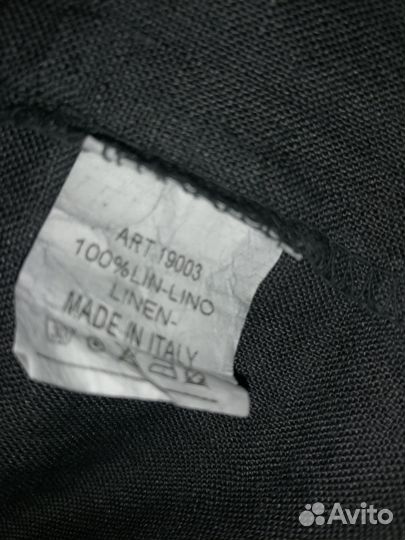 ART 19003
100%LIN-LINO
LINEN-
MADE IN ITALY
Avito